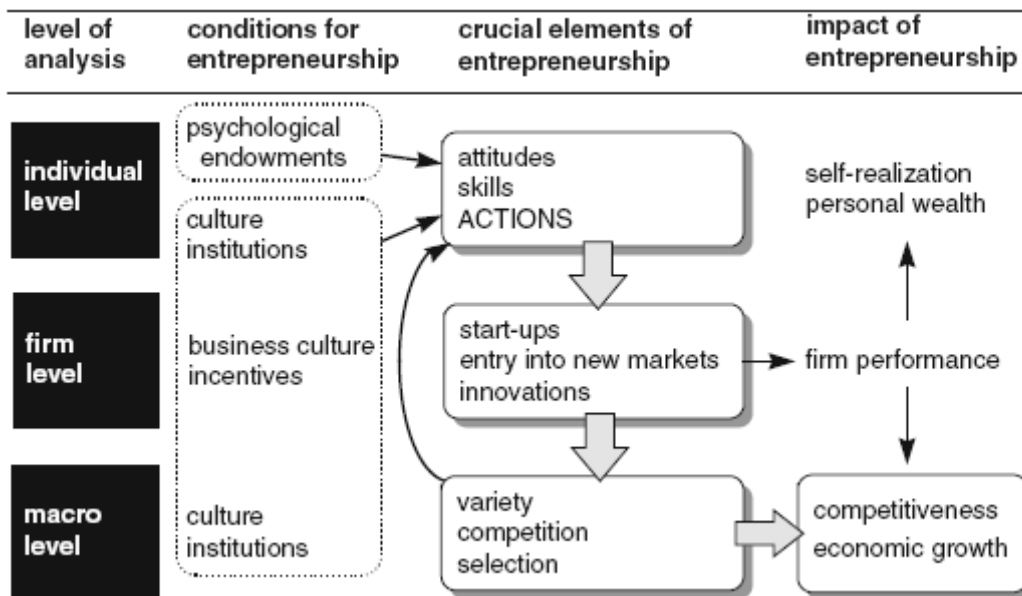 level of
analysis
conditions for
entrepreneurship
crucial elements of
entrepreneurship
impact of
entrepreneurship
individual
level
psychological
endowments
culture
institutions
attitudes
skills
ACTIONS
self-realization
personal wealth
firm
level
business culture
incentives
start-ups
entry into new markets
innovations
firm performance
macro
level
culture
institutions
variety
competition
selection
competitiveness
economic growth